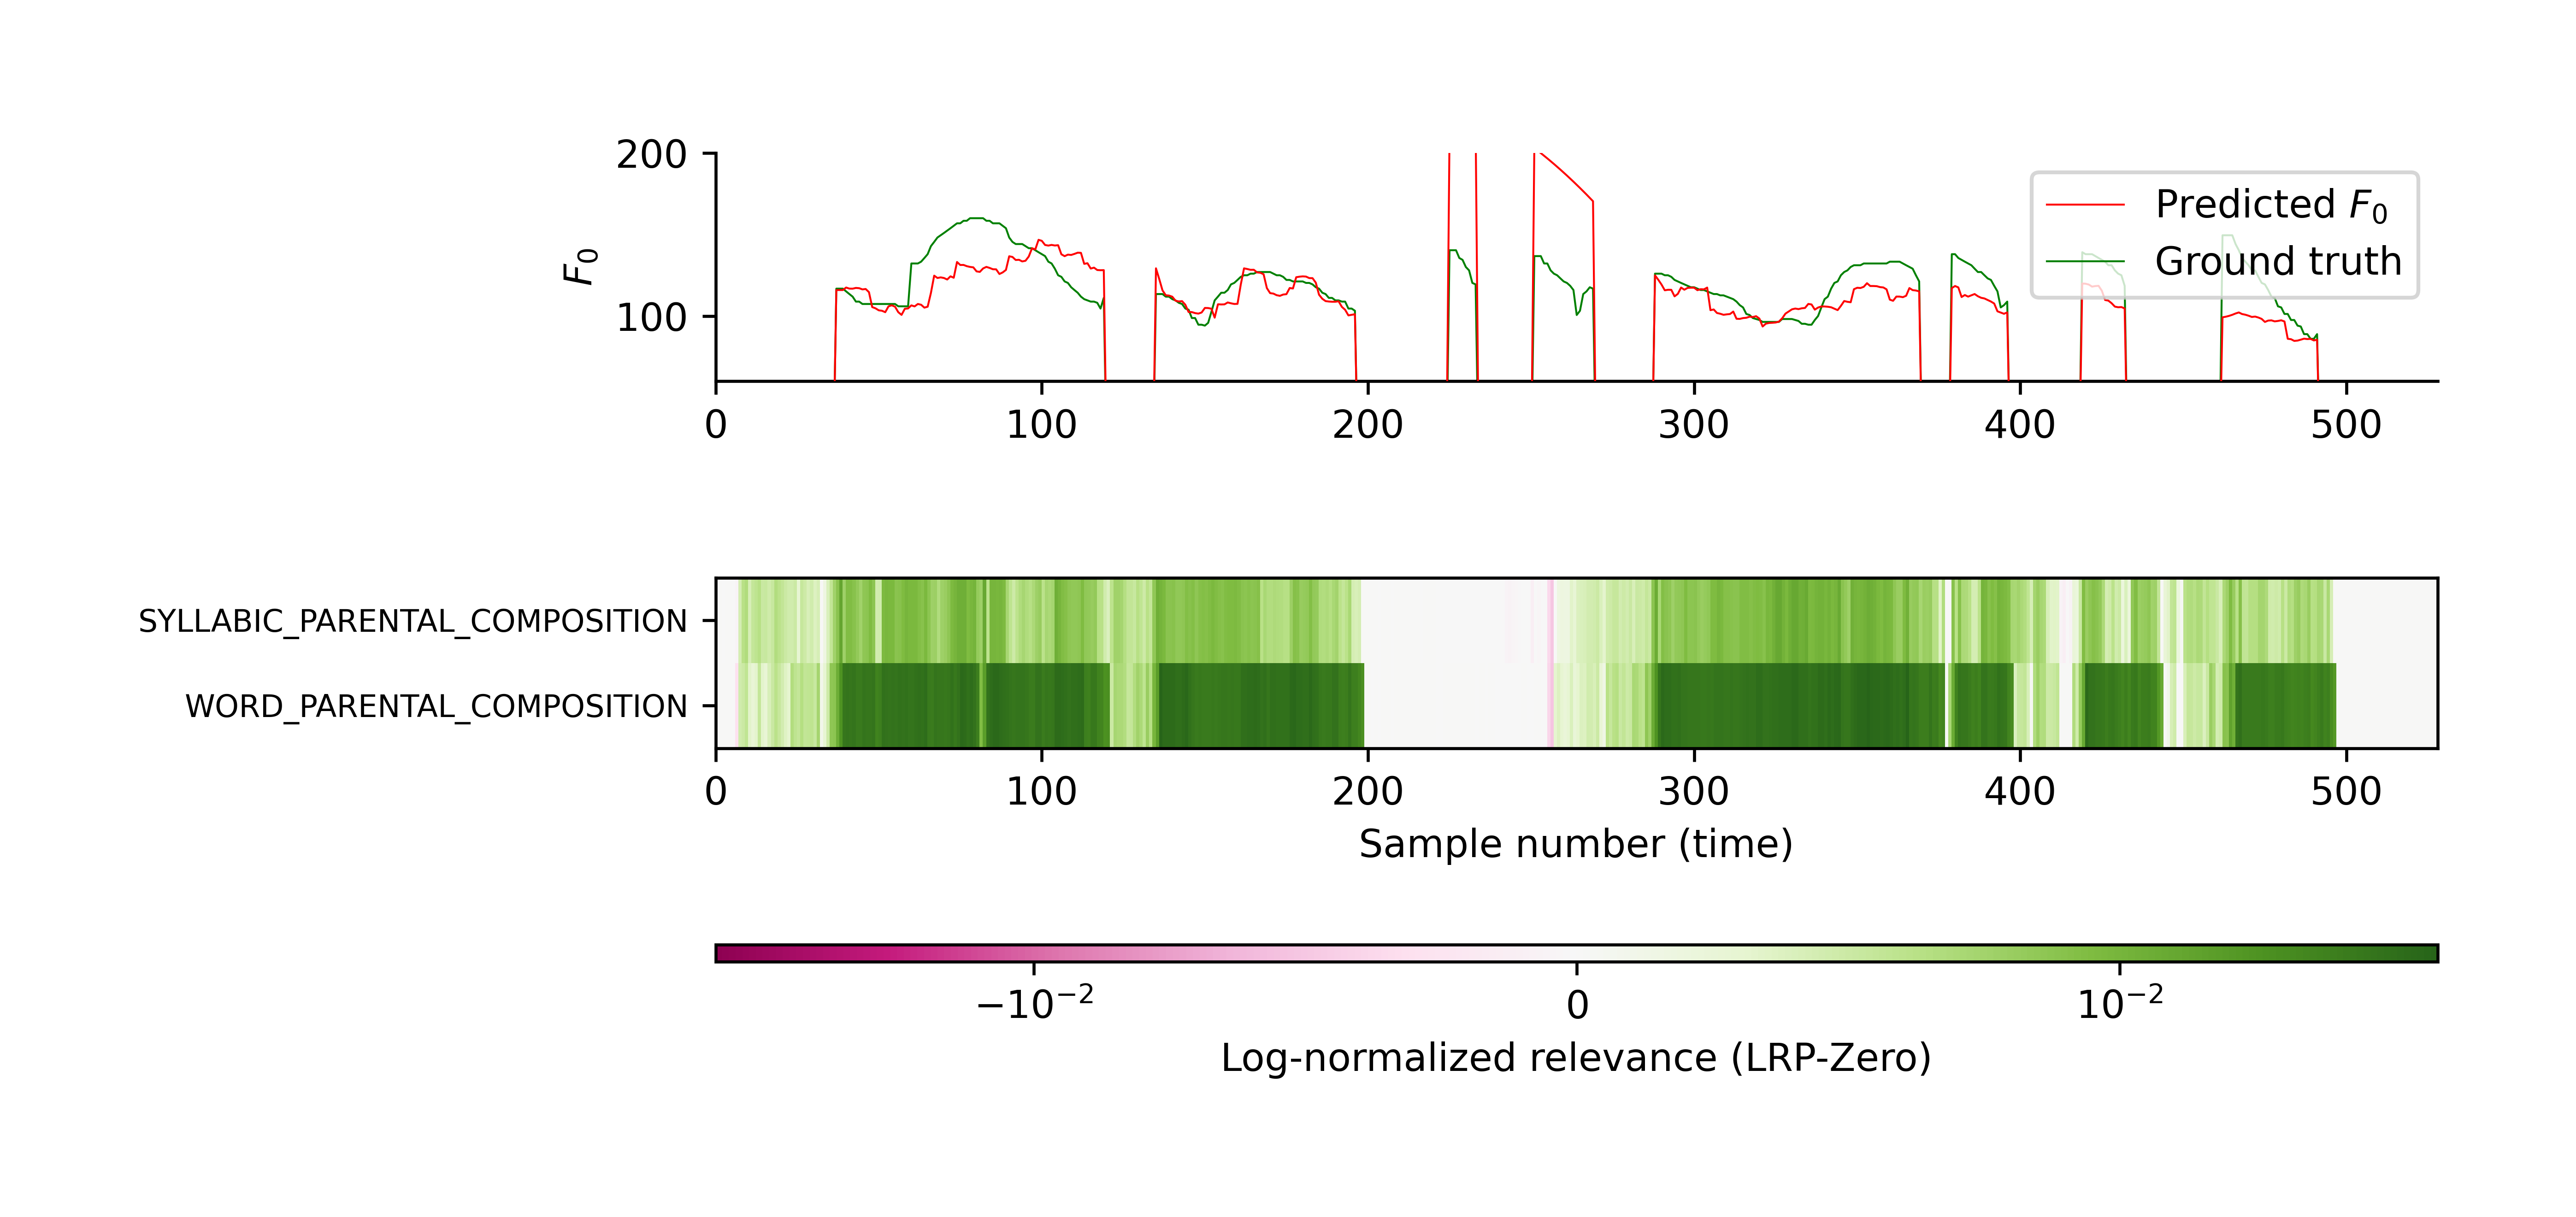 200
100
F₀
Predicted F₀
Ground truth
0 100 200 300 400 500
SYLLABIC_PARENTAL_COMPOSITION
WORD_PARENTAL_COMPOSITION
0 100 200 300 400 500
Sample number (time)
−10⁻² 0 10⁻²
Log-normalized relevance (LRP-Zero)